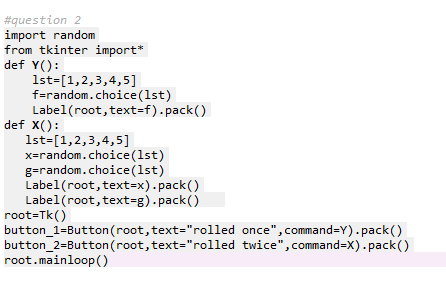 #question 2
import random
from tkinter import*
def Y():
    lst=[1,2,3,4,5]
    f=random.choice(lst)
    Label(root,text=f).pack()
def X():
   lst=[1,2,3,4,5]
   x=random.choice(lst)
   g=random.choice(lst)
   Label(root,text=x).pack()
   Label(root,text=g).pack()
root=Tk()
button_1=Button(root,text="rolled once",command=Y).pack()
button_2=Button(root,text="rolled twice",command=X).pack()
root.mainloop()